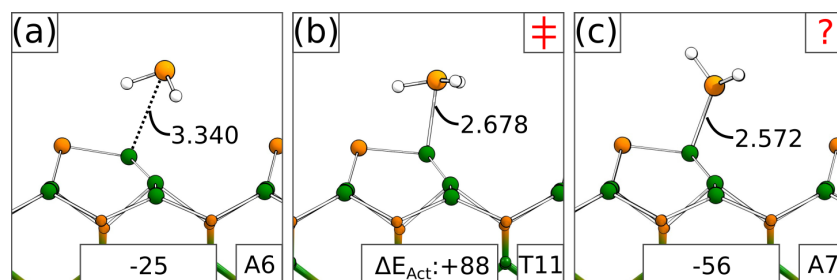 (a)
3.340
-25
A6
(b)
‡
2.678
ΔE_Act:+88
T11
(c)
?
2.572
-56
A7